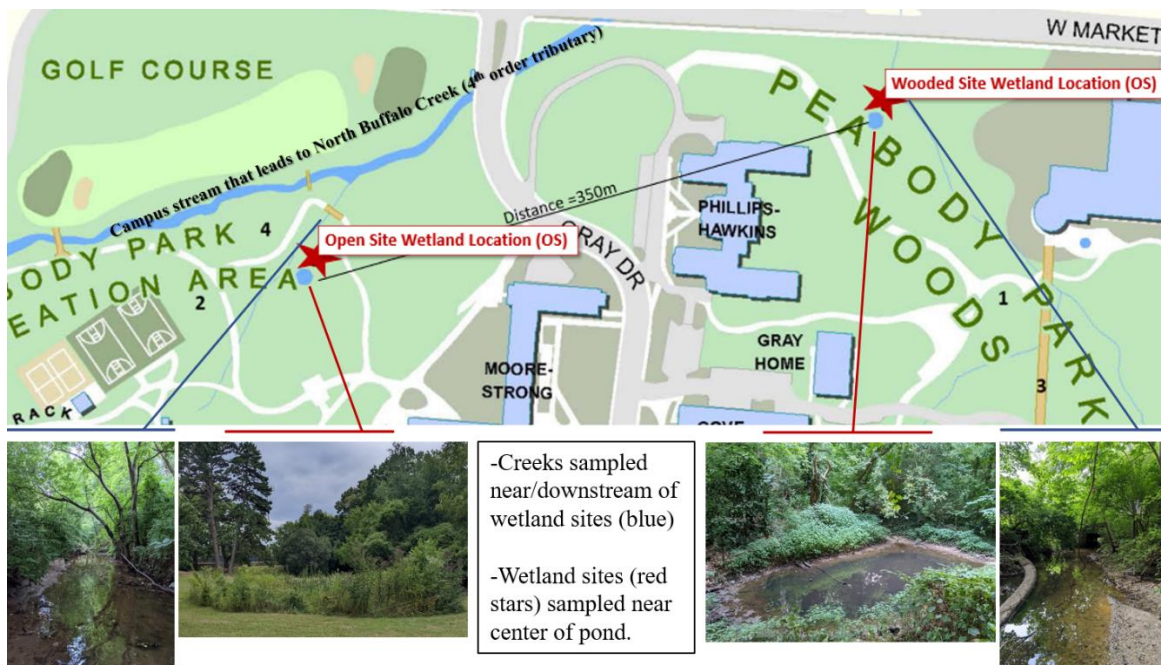 W MARKET
GOLF COURSE
Campus stream that leads to North Buffalo Creek (4th order tributary)
Wooded Site Wetland Location (OS)
PEABODY PARK
WOODS
Distance =350m
PHILLIPS-
HAWKINS
GRAY DR
Open Site Wetland Location (OS)
BODY PARK 4
EATION AREA
2
1
GRAY
HOME
MOORE-
STRONG
3
RACK
-Creeks sampled
near/downstream of
wetland sites (blue)
-Wetland sites (red
stars) sampled near
center of pond.